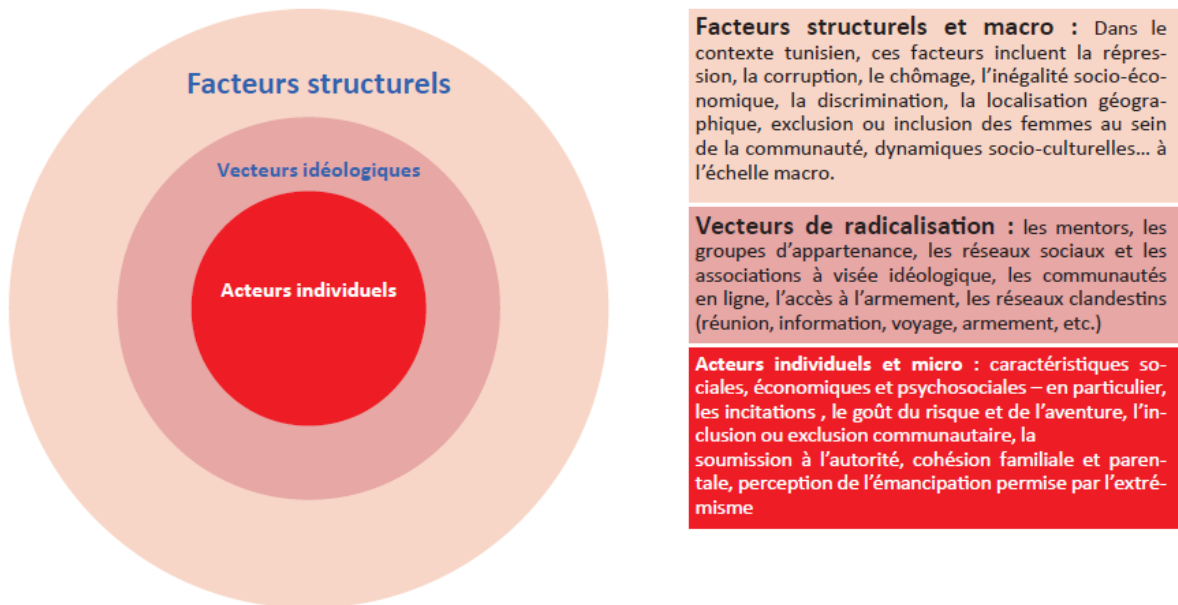 Facteurs structurels
Vecteurs idéologiques
Acteurs individuels
Facteurs structurels et macro : Dans le
contexte tunisien, ces facteurs incluent la répres-
sion, la corruption, le chômage, l’inégalité socio-éco-
nomique, la discrimination, la localisation géogra-
phique, exclusion ou inclusion des femmes au sein
de la communauté, dynamiques socio-culturelles... à
l’échelle macro.
Vecteurs de radicalisation : les mentors, les
groupes d’appartenance, les réseaux sociaux et les
associations à visée idéologique, les communautés
en ligne, l’accès à l’armement, les réseaux clandestins
(réunion, information, voyage, armement, etc.)
Acteurs individuels et micro : caractéristiques so-
ciales, économiques et psychosociales – en particulier,
les incitations , le goût du risque et de l’aventure, l’in-
clusion ou exclusion communautaire, la
soumission à l’autorité, cohésion familiale et paren-
tale, perception de l’émancipation permise par l’extré-
misme